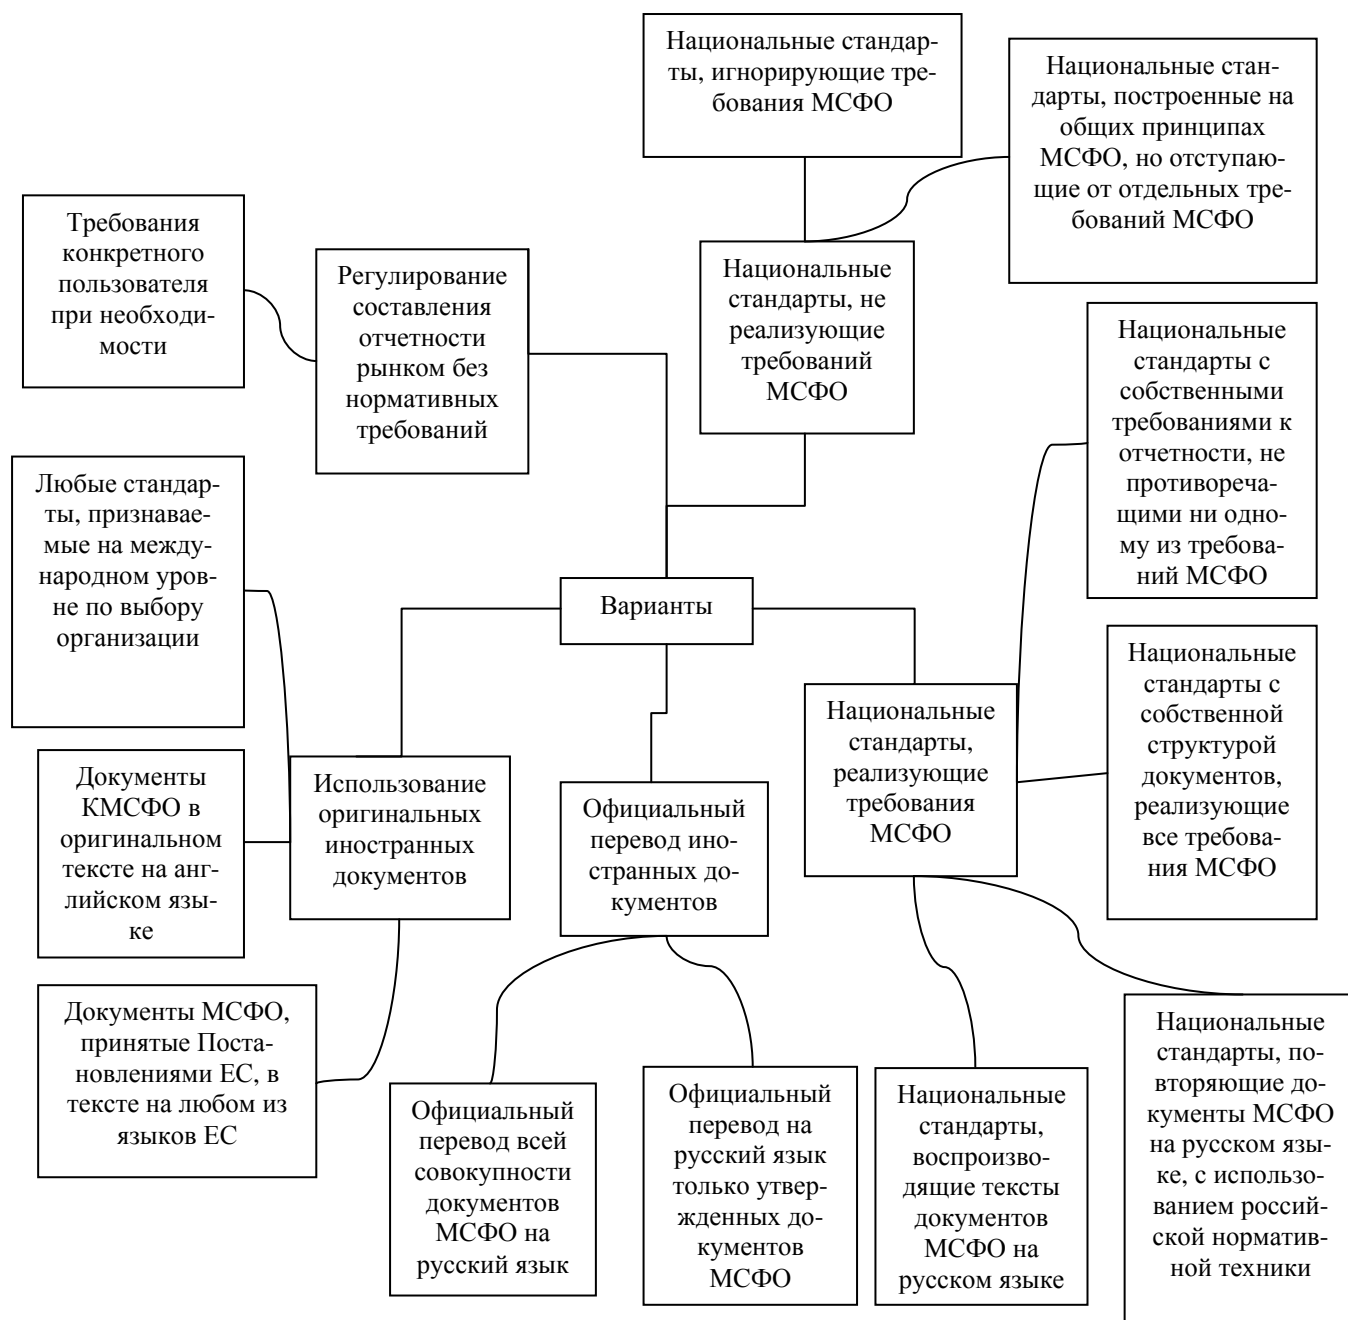 Национальные стандар-
ты, игнорирующие тре-
бования МСФО
Национальные стан-
дарты, построенные на
общих принципах
МСФО, но отступаю-
щие от отдельных тре-
бований МСФО
Требования
конкретного
пользователя
при необходи-
мости
Регулирование
составления
отчетности
рынком без
нормативных
требований
Национальные
стандарты, не
реализующие
требований
МСФО
Национальные
стандарты с
собственными
требованиями к
отчетности, не
противореча-
щими ни одно-
му из требова-
ний МСФО
Любые стандар-
ты, признавае-
мые на между-
народном уров-
не по выбору
организации
Варианты
Национальные
стандарты с
собственной
структурой
документов,
реализующие
все требова-
ния МСФО
Национальные
стандарты,
реализующие
требования
МСФО
Документы
КМСФО в
оригинальном
тексте на анг-
лийском язы-
ке
Использование
оригинальных
иностранных
документов
Официальный
перевод ино-
странных до-
кументов
Документы МСФО,
принятые Поста-
новлениями ЕС, в
тексте на любом из
языков ЕС
Официальный
перевод всей
совокупности
документов
МСФО на
русский язык
Официальный
перевод на
русский язык
только утвер-
жденных до-
кументов
МСФО
Национальные
стандарты,
воспроизво-
дящие тексты
документов
МСФО на
русском языке
Национальные
стандарты, по-
вторяющие до-
кументы МСФО
на русском язы-
ке, с использо-
ванием россий-
ской норматив-
ной техники